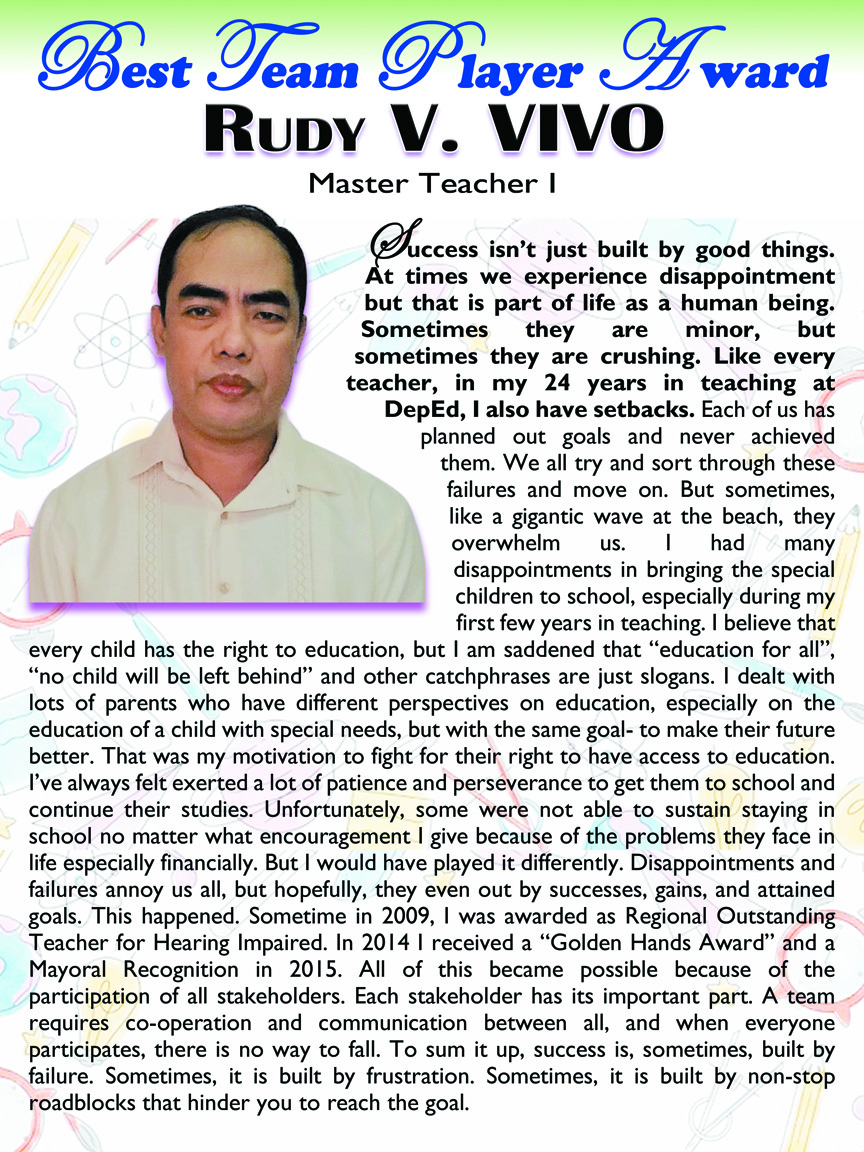 Best Team Player Award
Rudy V. VIVO
Master Teacher I
Success isn’t just built by good things.
At times we experience disappointment
but that is part of life as a human being.
Sometimes they are minor, but
sometimes they are crushing. Like every
teacher, in my 24 years in teaching at
DepEd, I also have setbacks. Each of us has
planned out goals and never achieved
them. We all try and sort through these
failures and move on. But sometimes,
like a gigantic wave at the beach, they
overwhelm us. I had many
disappointments in bringing the special
children to school, especially during my
first few years in teaching. I believe that
every child has the right to education, but I am saddened that “education for all”,
“no child will be left behind” and other catchphrases are just slogans. I dealt with
lots of parents who have different perspectives on education, especially on the
education of a child with special needs, but with the same goal- to make their future
better. That was my motivation to fight for their right to have access to education.
I’ve always felt exerted a lot of patience and perseverance to get them to school and
continue their studies. Unfortunately, some were not able to sustain staying in
school no matter what encouragement I give because of the problems they face in
life especially financially. But I would have played it differently. Disappointments and
failures annoy us all, but hopefully, they even out by successes, gains, and attained
goals. This happened. Sometime in 2009, I was awarded as Regional Outstanding
Teacher for Hearing Impaired. In 2014 I received a “Golden Hands Award” and a
Mayoral Recognition in 2015. All of this became possible because of the
participation of all stakeholders. Each stakeholder has its important part. A team
requires co-operation and communication between all, and when everyone
participates, there is no way to fall. To sum it up, success is, sometimes, built by
failure. Sometimes, it is built by frustration. Sometimes, it is built by non-stop
roadblocks that hinder you to reach the goal.